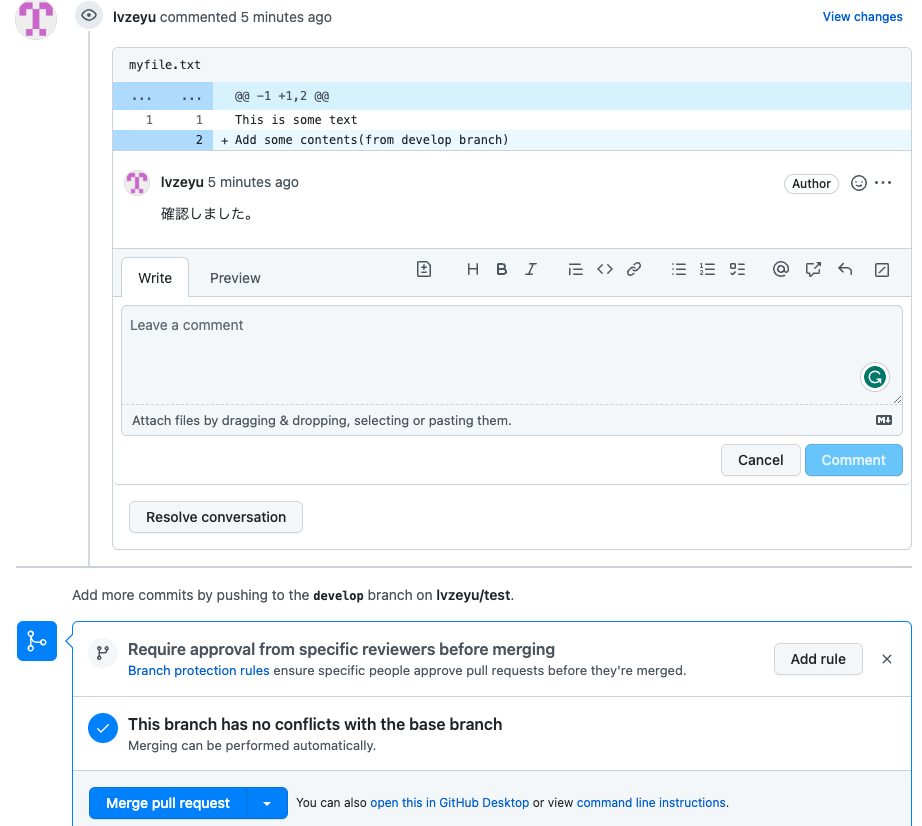 lvzeyu commented 5 minutes ago View changes
myfile.txt
... ... @@ -1 +1,2 @@
1 1 This is some text
2 + Add some contents(from develop branch)
lvzeyu 5 minutes ago Author
確認しました。
Write Preview
Leave a comment
Attach files by dragging & dropping, selecting or pasting them.
Cancel Comment
Resolve conversation
Add more commits by pushing to the develop branch on lvzeyu/test.
Require approval from specific reviewers before merging
Branch protection rules ensure specific people approve pull requests before they're merged.
Add rule
This branch has no conflicts with the base branch
Merging can be performed automatically.
Merge pull request You can also open this in GitHub Desktop or view command line instructions.